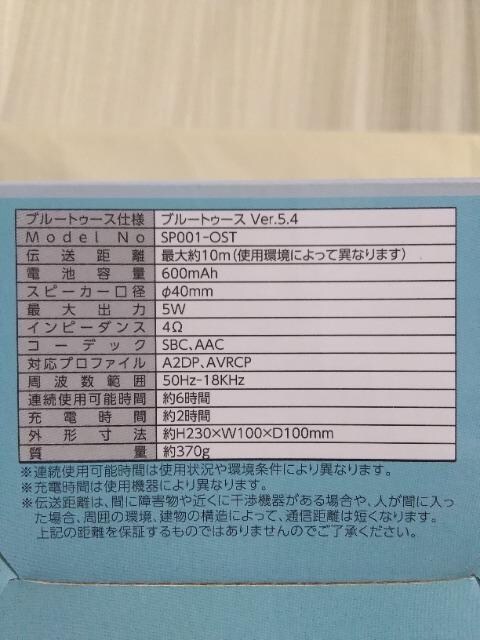 ブルートゥース仕様 ブルートゥース Ver.5.4
Model No SP001-OST
伝送距離 最大約10m(使用環境によって異なります)
電池容量 600mAh
スピーカー口径 φ40mm
最大出力 5W
インピーダンス 4Ω
コーデック SBC、AAC
対応プロファイル A2DP、AVRCP
周波数範囲 50Hz-18KHz
連続使用可能時間 約6時間
充電時間 約2時間
外形寸法 約H230×W100×D100mm
質量 約370g
※連続使用可能時間は使用状況や環境条件により異なります。
※充電時間は使用機器により異なります。
※伝送距離は、間に障害物や近くに干渉機器がある場合や、人が間に入っ
た場合、周囲の環境、建物の構造によって、通信距離は短くなります。
上記の距離を保証するものではありませんのでご了承ください。